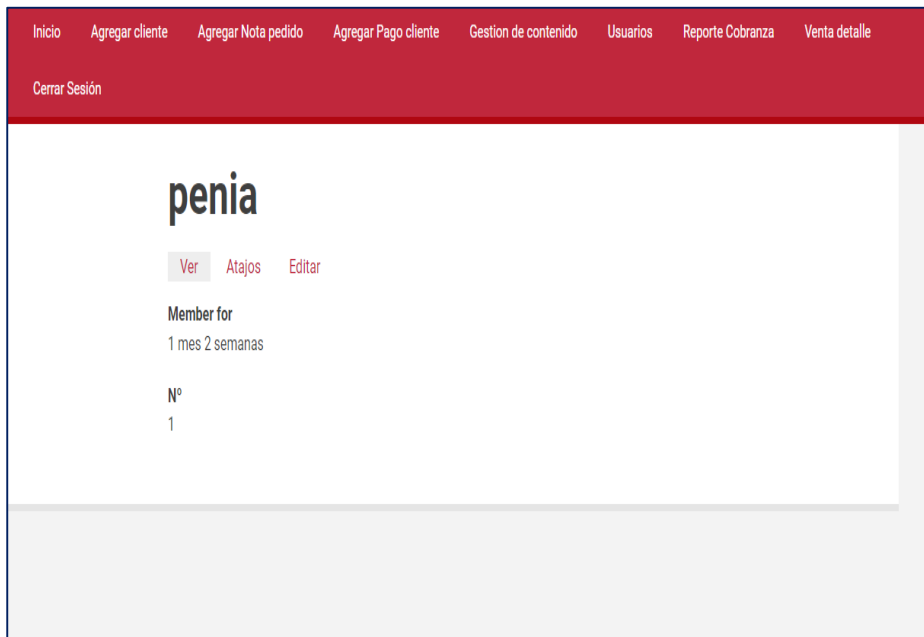 Inicio Agregar cliente Agregar Nota pedido Agregar Pago cliente Gestion de contenido Usuarios Reporte Cobranza Venta detalle
Cerrar Sesión
penia
Ver Atajos Editar
Member for
1 mes 2 semanas
Nº
1